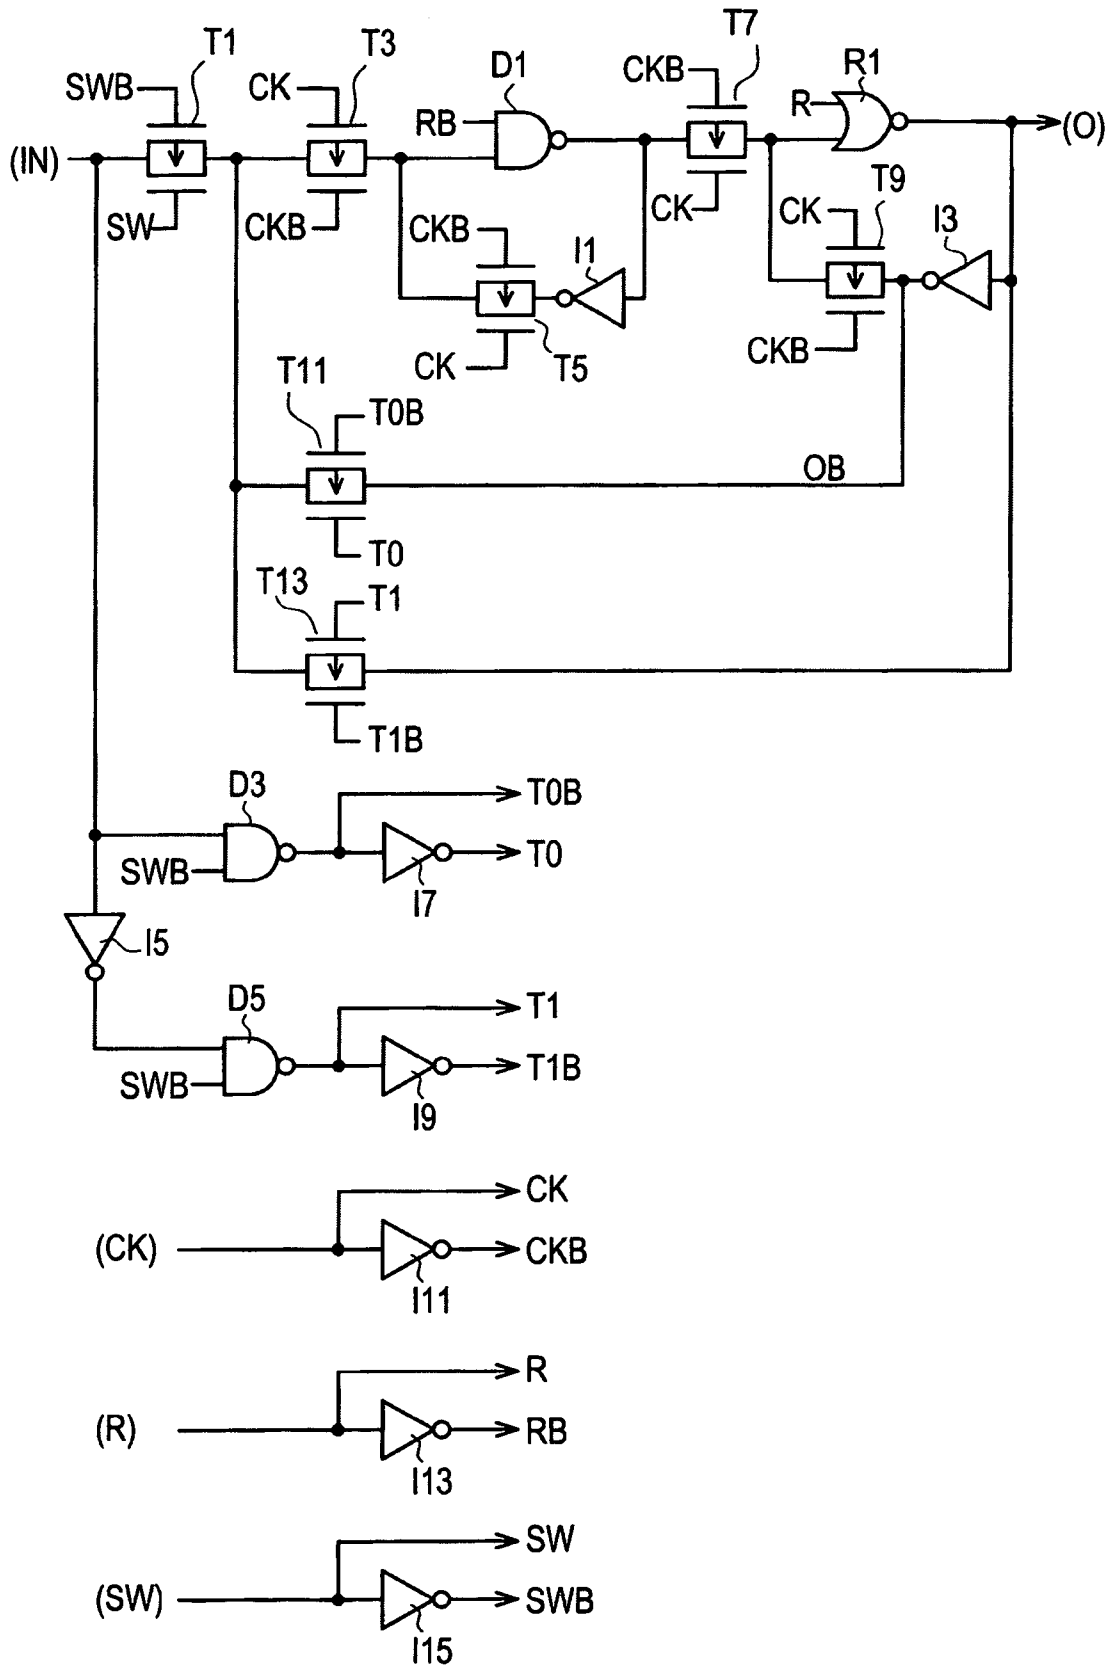 T1
T3
T7
SWB
CK
D1
CKB
R1
RB
R
(IN)
(O)
SW
CKB
CKB
I1
CK
CK
T9
I3
CK
T5
CKB
T11
T0B
OB
T0
T13
T1
T1B
D3
T0B
SWB
T0
I7
I5
D5
T1
SWB
T1B
I9
CK
(CK)
CKB
I11
R
(R)
RB
I13
SW
(SW)
SWB
I15